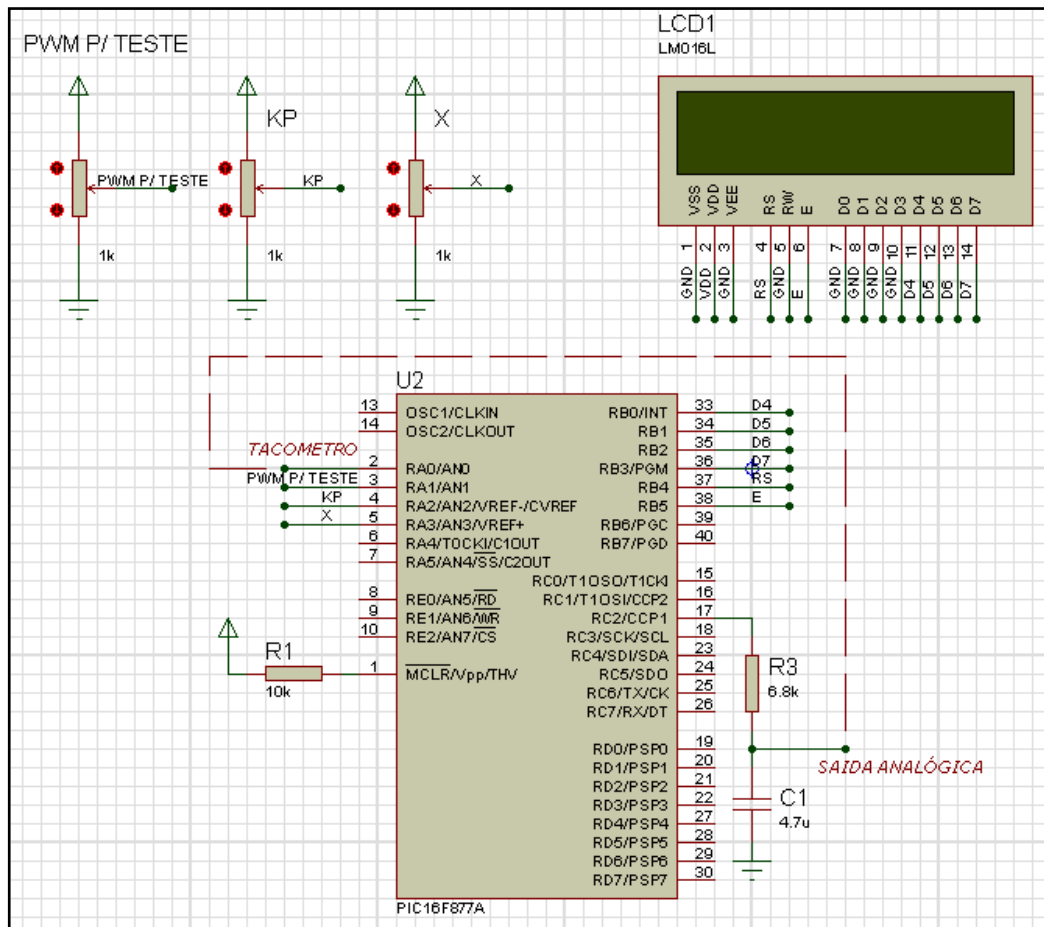 PWM P/ TESTE
KP
X
PWM P/ TESTE
KP
X
1k
1k
1k
LCD1
LM016L
VSS
VDD
VEE
RS
RW
E
D0
D1
D2
D3
D4
D5
D6
D7
1
2
3
4
5
6
7
8
9
10
11
12
13
14
GND
VDD
GND
RS
GND
E
GND
GND
GND
GND
D4
D5
D6
D7
U2
TACOMETRO
PWM P/ TESTE
KP
X
13 OSC1/CLKIN
14 OSC2/CLKOUT
2 RA0/AN0
3 RA1/AN1
4 RA2/AN2/VREF-/CVREF
5 RA3/AN3/VREF+
6 RA4/T0CKI/C1OUT
7 RA5/AN4/SS/C2OUT
8 RE0/AN5/RD
9 RE1/AN6/WR
10 RE2/AN7/CS
1 MCLR/Vpp/THV
R1
10k
RB0/INT 33 D4
RB1 34 D5
RB2 35 D6
RB3/PGM 36 D7
RB4 37 RS
RB5 38 E
RB6/PGC 39
RB7/PGD 40
RC0/T1OSO/T1CKI 15
RC1/T1OSI/CCP2 16
RC2/CCP1 17
RC3/SCK/SCL 18
RC4/SDI/SDA 23
RC5/SDO 24
RC6/TX/CK 25
RC7/RX/DT 26
RD0/PSP0 19
RD1/PSP1 20
RD2/PSP2 21
RD3/PSP3 22
RD4/PSP4 27
RD5/PSP5 28
RD6/PSP6 29
RD7/PSP7 30
R3
6.8k
SAIDA ANALÓGICA
C1
4.7u
PIC16F877A